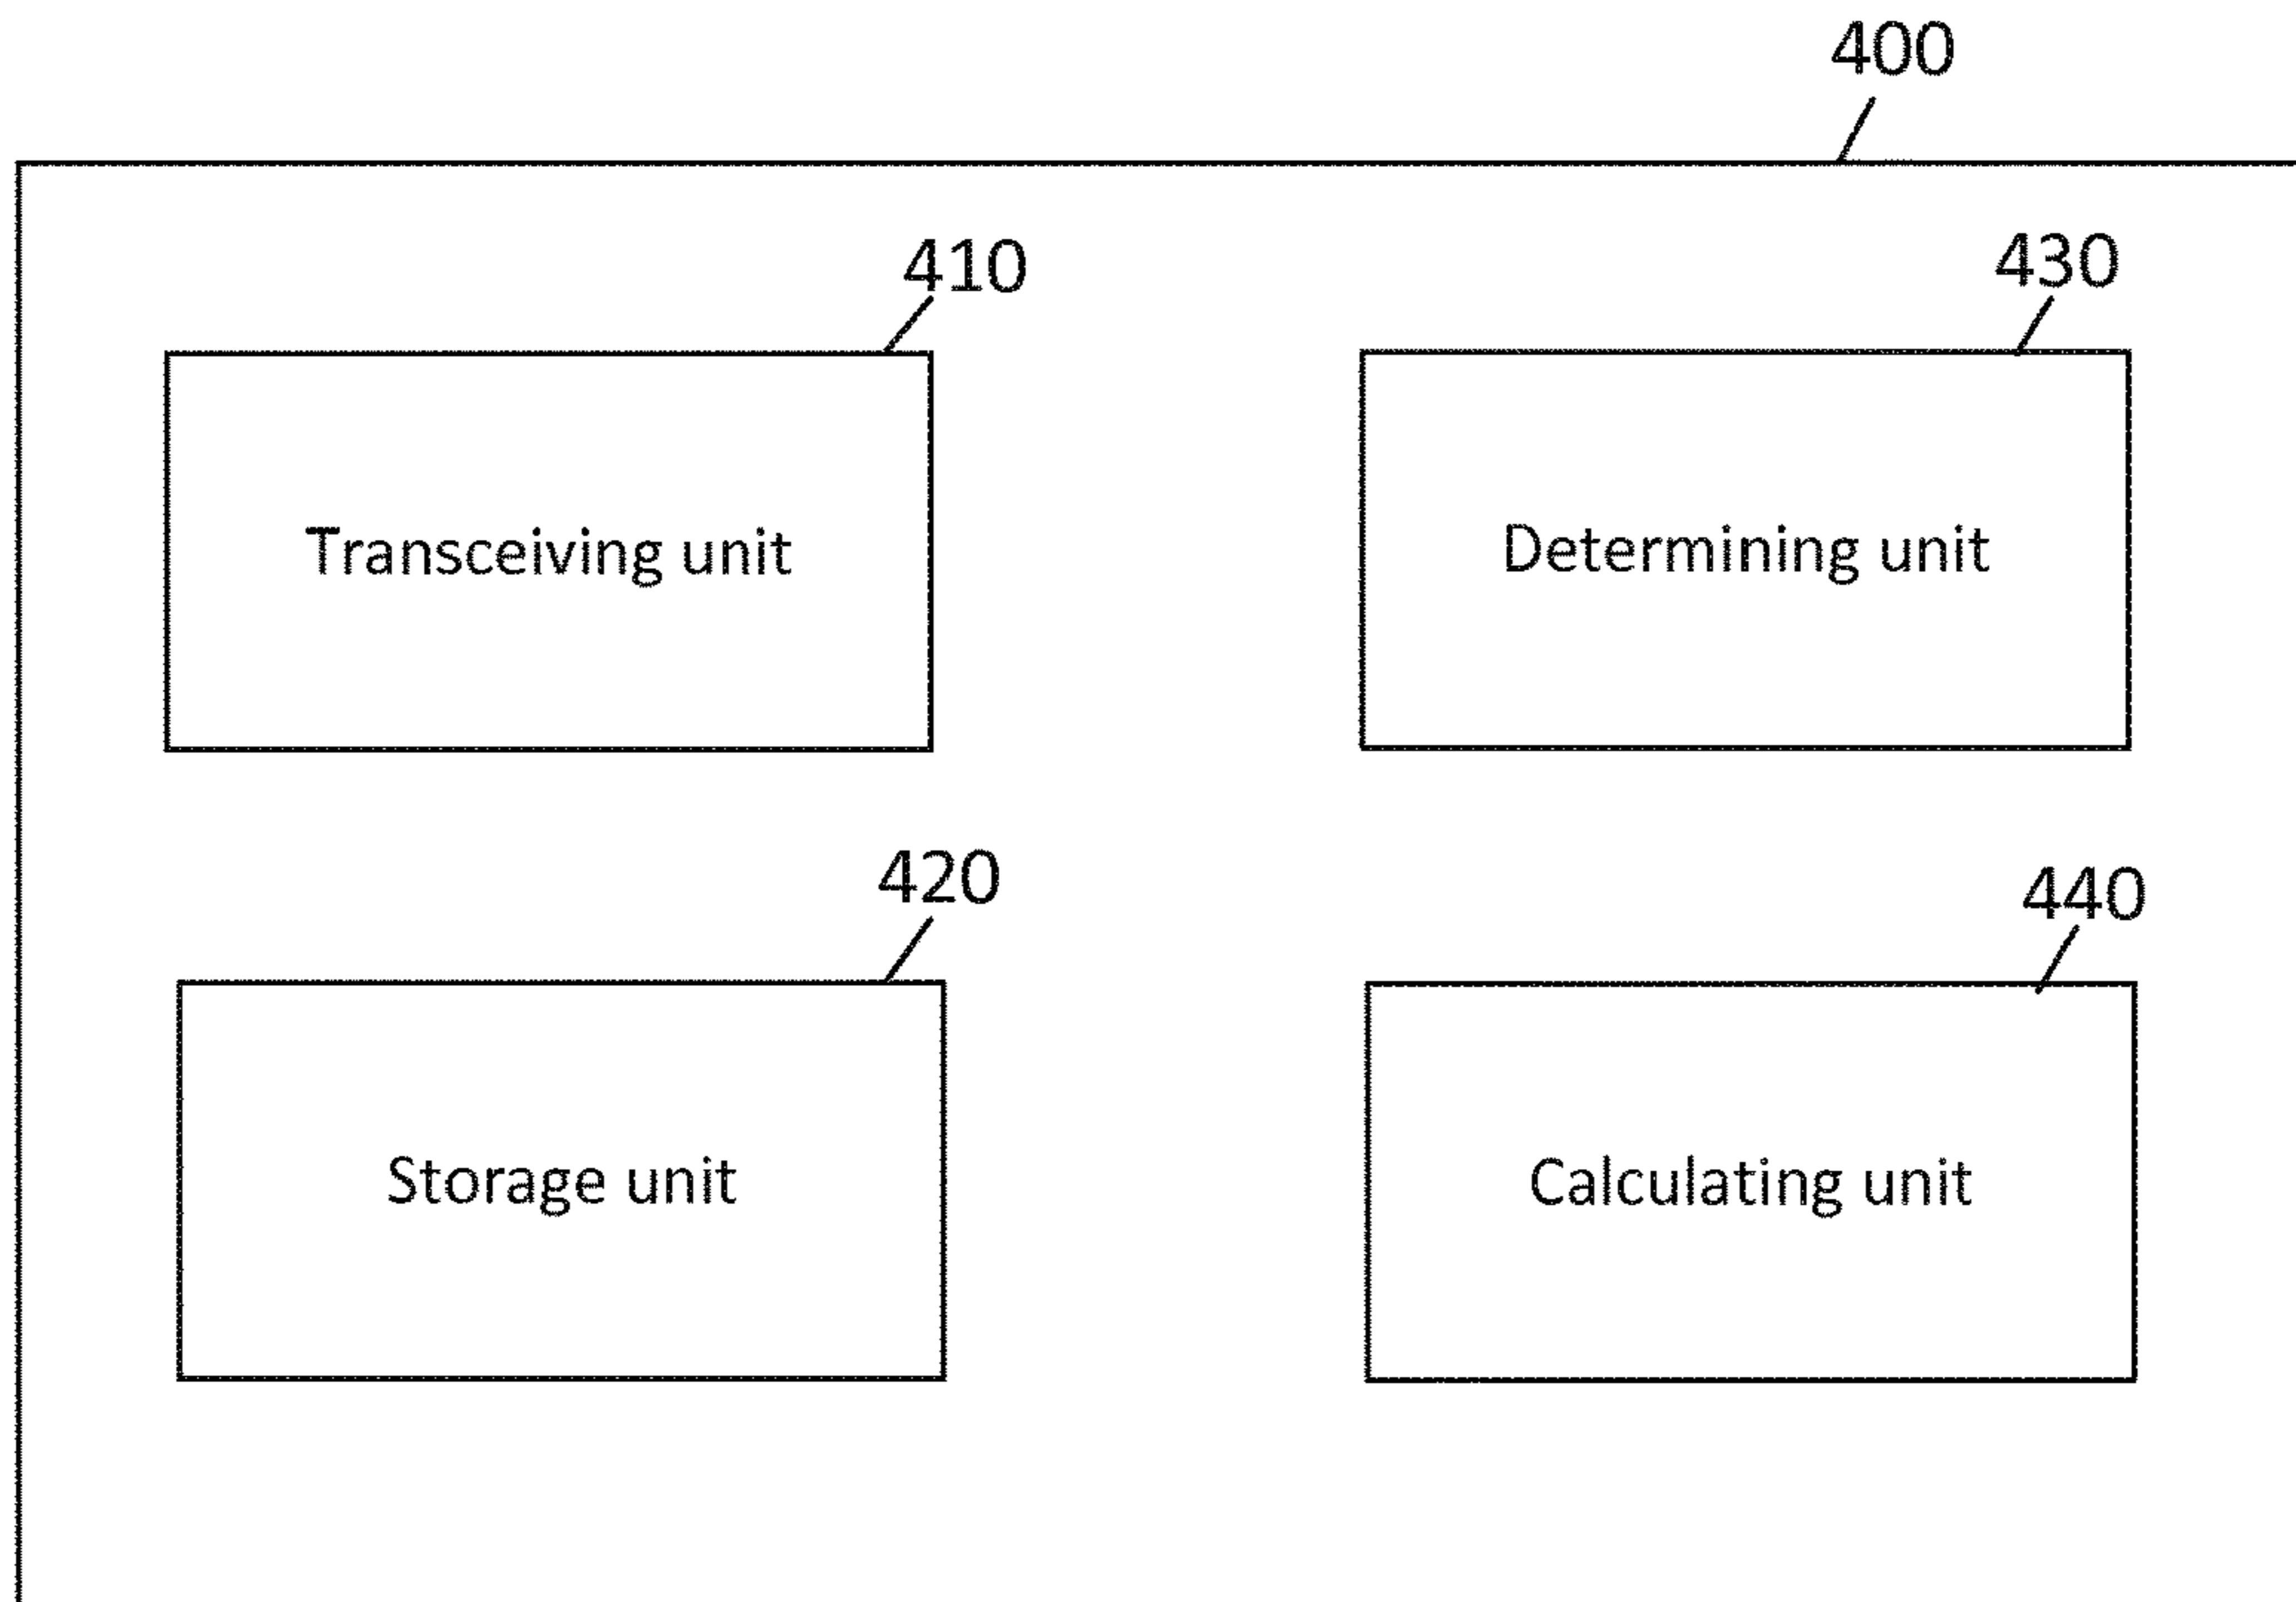 400
410
430
Transceiving unit
Determining unit
420
440
Storage unit
Calculating unit